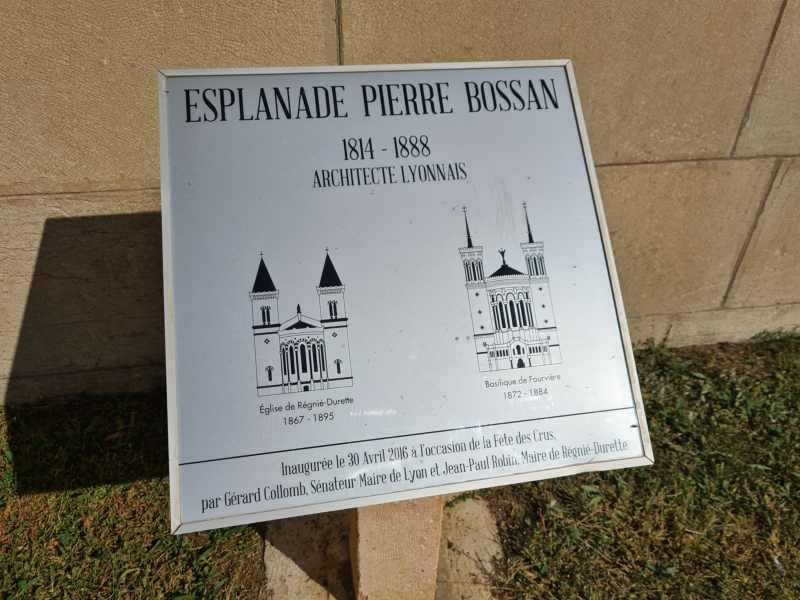 ESPLANADE PIERRE BOSSAN
1814 - 1888
ARCHITECTE LYONNAIS
Église de Régnié-Durette
1867 - 1895
Basilique de Fourvière
1872 - 1884
Inaugurée le 30 Avril 2016 à l'occasion de la Fête des Crus,
par Gérard Collomb, Sénateur Maire de Lyon et Jean-Paul Robin, Maire de Régnié-Durette